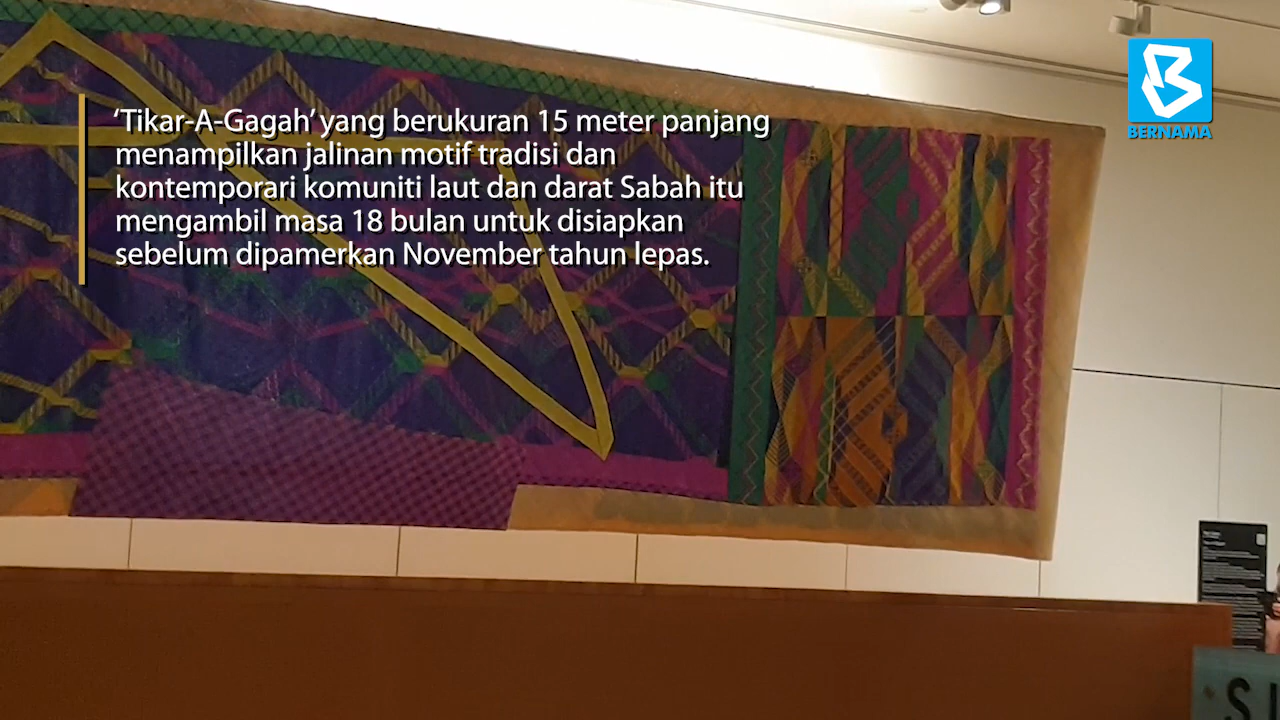 BERNAMA
‘Tikar-A-Gagah’ yang berukuran 15 meter panjang
menampilkan jalinan motif tradisi dan
kontemporari komuniti laut dan darat Sabah itu
mengambil masa 18 bulan untuk disiapkan
sebelum dipamerkan November tahun lepas.